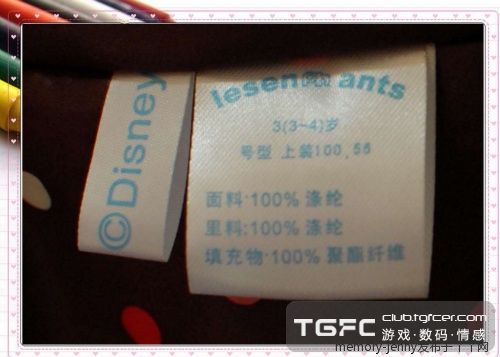 ©Disney
lesen ants
3(3-4)岁
号型 上装100.56
面料:100% 涤纶
里料:100% 涤纶
填充物:100% 聚酯纤维
TGFC club.tgfcer.com
游戏·数码·情感